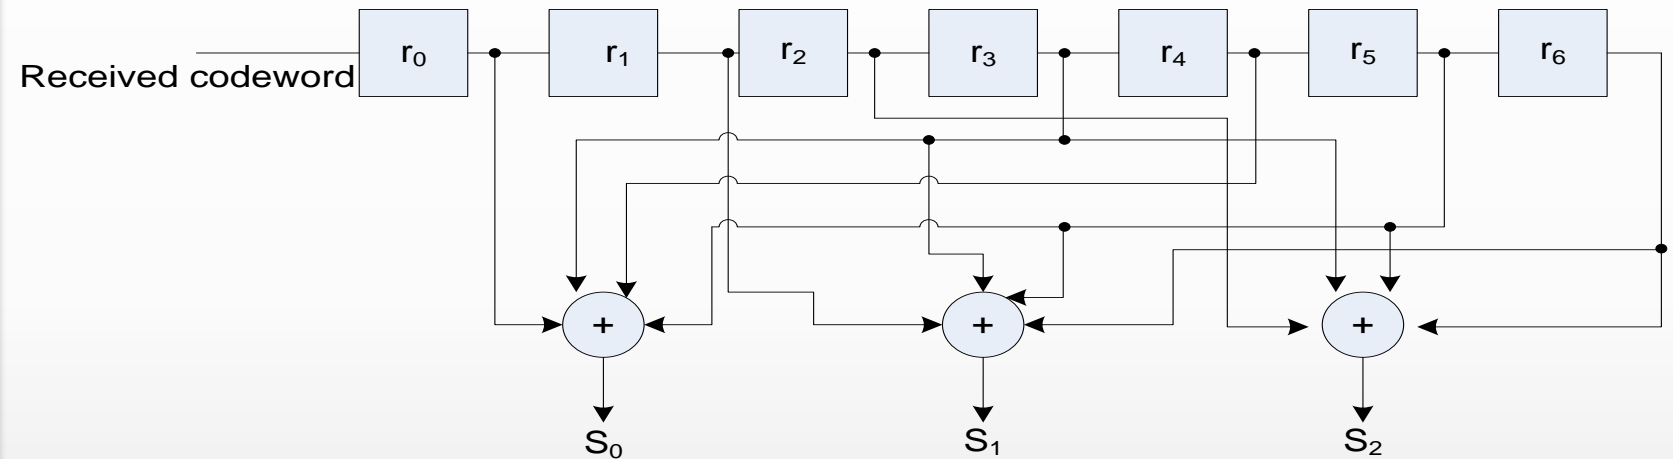 r₀ r₁ r₂ r₃ r₄ r₅ r₆
Received codeword
+ + +
S₀ S₁ S₂